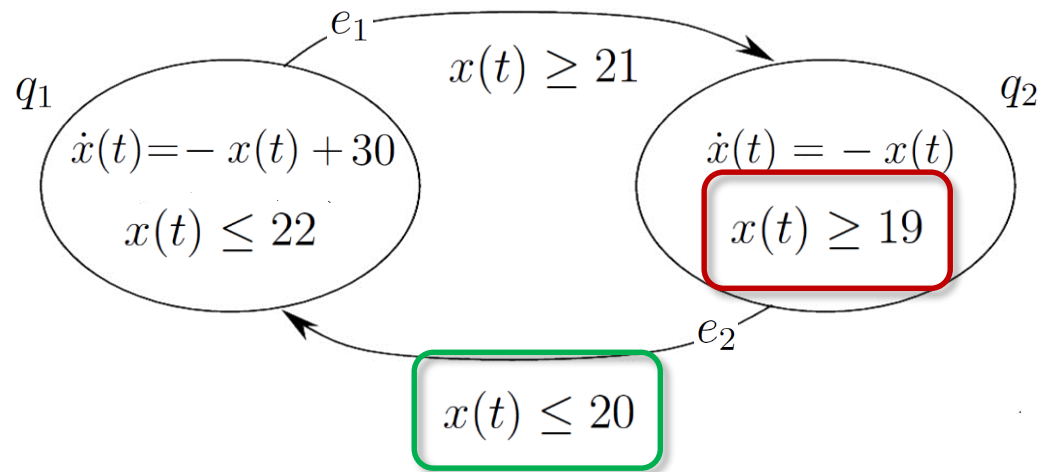 e₁
x(t) ≥ 21
q₁
q₂
ẋ(t)=− x(t) +30
x(t) ≤ 22
ẋ(t) = − x(t)
x(t) ≥ 19
e₂
x(t) ≤ 20